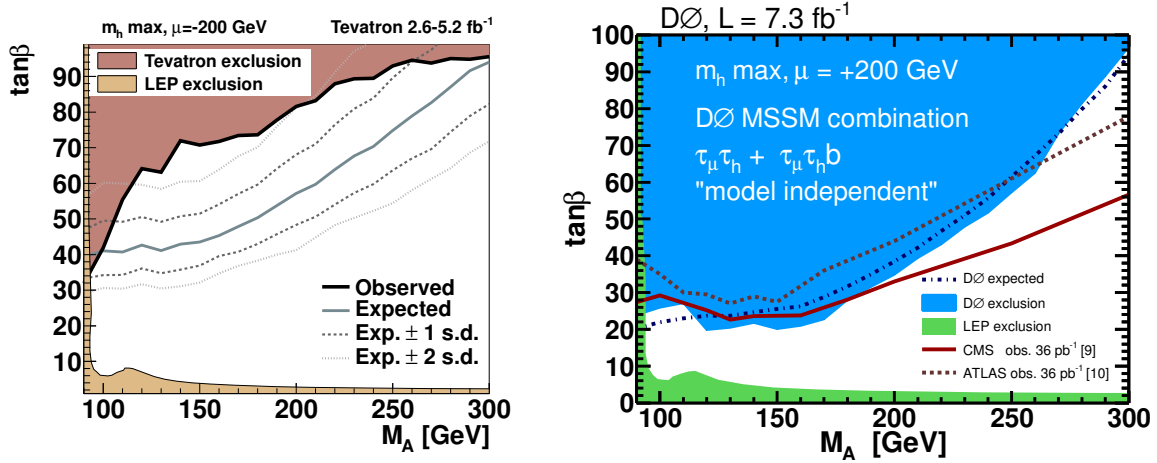 m_h max, μ=-200 GeV Tevatron 2.6-5.2 fb⁻¹
tanβ
Tevatron exclusion
LEP exclusion
90
80
70
60
50
40
30
20
10
Observed
Expected
Exp. ± 1 s.d.
Exp. ± 2 s.d.
100 150 200 250 300
M_A [GeV]
DØ, L = 7.3 fb⁻¹
tanβ
100
90
80
70
60
50
40
30
20
10
0
m_h max, μ = +200 GeV
DØ MSSM combination
τ_μτ_h + τ_μτ_hb
"model independent"
DØ expected
DØ exclusion
LEP exclusion
CMS obs. 36 pb⁻¹ [9]
ATLAS obs. 36 pb⁻¹ [10]
100 150 200 250 300
M_A [GeV]